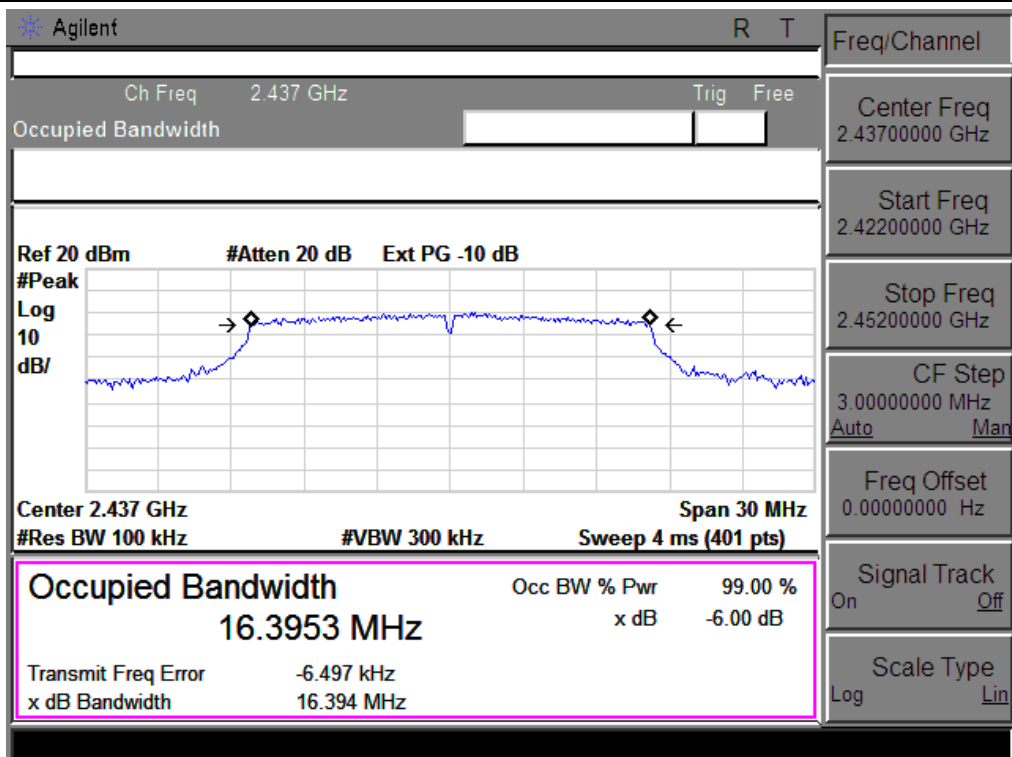 Agilent R T
Ch Freq 2.437 GHz Trig Free
Occupied Bandwidth
Ref 20 dBm #Atten 20 dB Ext PG -10 dB
#Peak
Log
10
dB/
Center 2.437 GHz Span 30 MHz
#Res BW 100 kHz #VBW 300 kHz Sweep 4 ms (401 pts)
Occupied Bandwidth Occ BW % Pwr 99.00 %
16.3953 MHz x dB -6.00 dB
Transmit Freq Error -6.497 kHz
x dB Bandwidth 16.394 MHz
Freq/Channel
Center Freq
2.43700000 GHz
Start Freq
2.42200000 GHz
Stop Freq
2.45200000 GHz
CF Step
3.00000000 MHz
Auto Man
Freq Offset
0.00000000 Hz
Signal Track
On Off
Scale Type
Log Lin